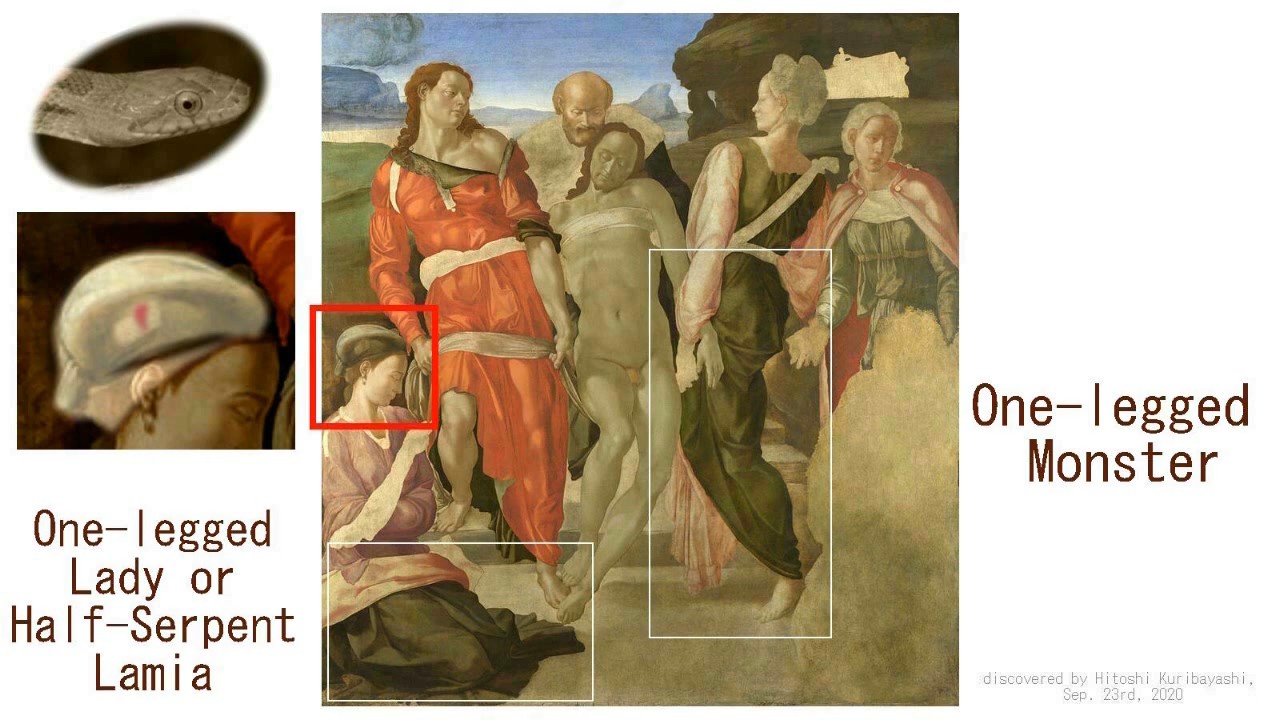 One-legged
Lady or
Half-Serpent
Lamia
One-legged
Monster
discovered by Hitoshi Kuribayashi,
Sep. 23rd, 2020